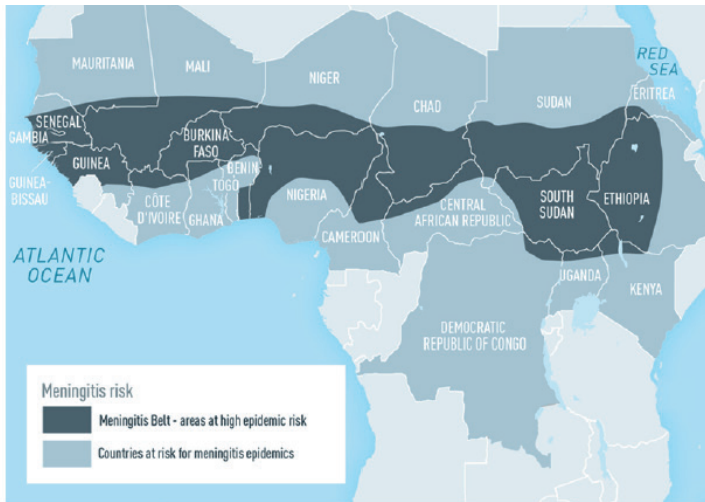 RED
SEA
MAURITANIA
MALI
NIGER
CHAD
SUDAN
ERITREA
SENEGAL
GAMBIA
GUINEA
GUINEA-
BISSAU
BURKINA
FASO
BENIN
TOGO
CÔTE
D'IVOIRE
GHANA
NIGERIA
CAMEROON
CENTRAL
AFRICAN REPUBLIC
SOUTH
SUDAN
ETHIOPIA
UGANDA
KENYA
DEMOCRATIC
REPUBLIC OF CONGO
ATLANTIC
OCEAN
Meningitis risk
Meningitis Belt - areas at high epidemic risk
Countries at risk for meningitis epidemics